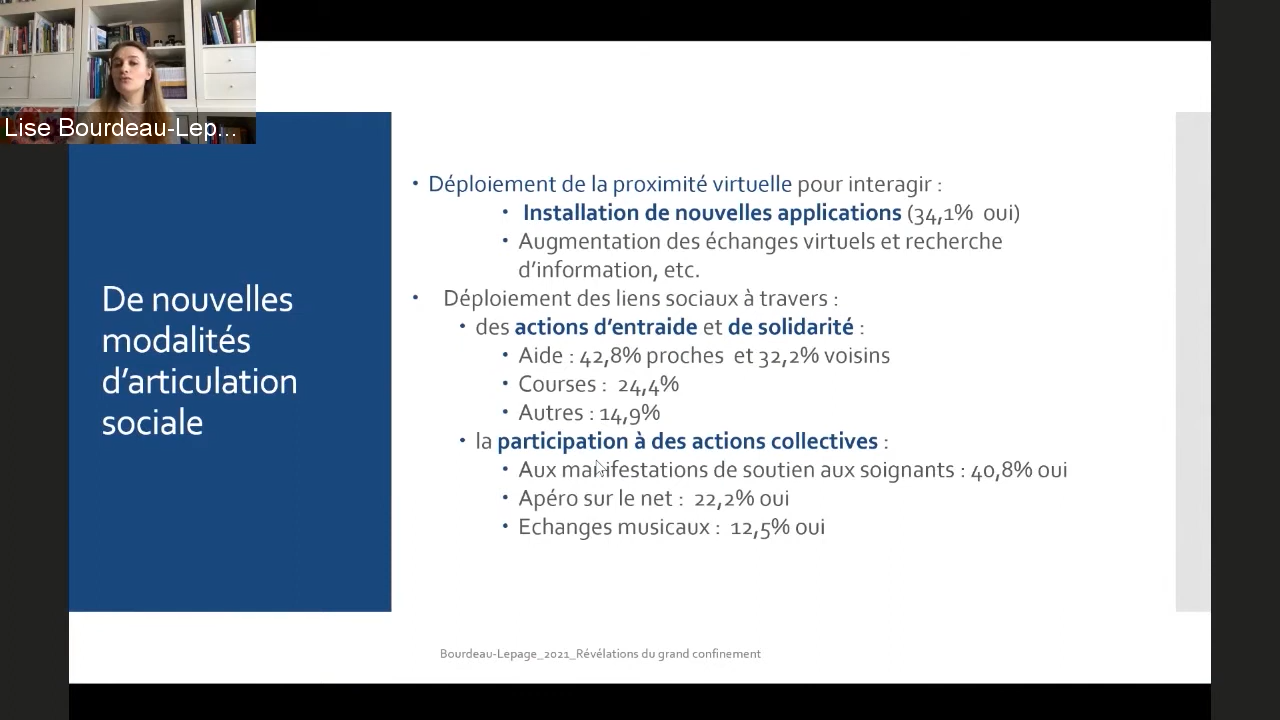 Lise Bourdeau-Lep...
De nouvelles
modalités
d’articulation
sociale
• Déploiement de la proximité virtuelle pour interagir :
• Installation de nouvelles applications (34,1% oui)
• Augmentation des échanges virtuels et recherche
d’information, etc.
• Déploiement des liens sociaux à travers :
• des actions d’entraide et de solidarité :
• Aide : 42,8% proches et 32,2% voisins
• Courses : 24,4%
• Autres : 14,9%
• la participation à des actions collectives :
• Aux manifestations de soutien aux soignants : 40,8% oui
• Apéro sur le net : 22,2% oui
• Echanges musicaux : 12,5% oui
Bourdeau-Lepage_2021_Révélations du grand confinement